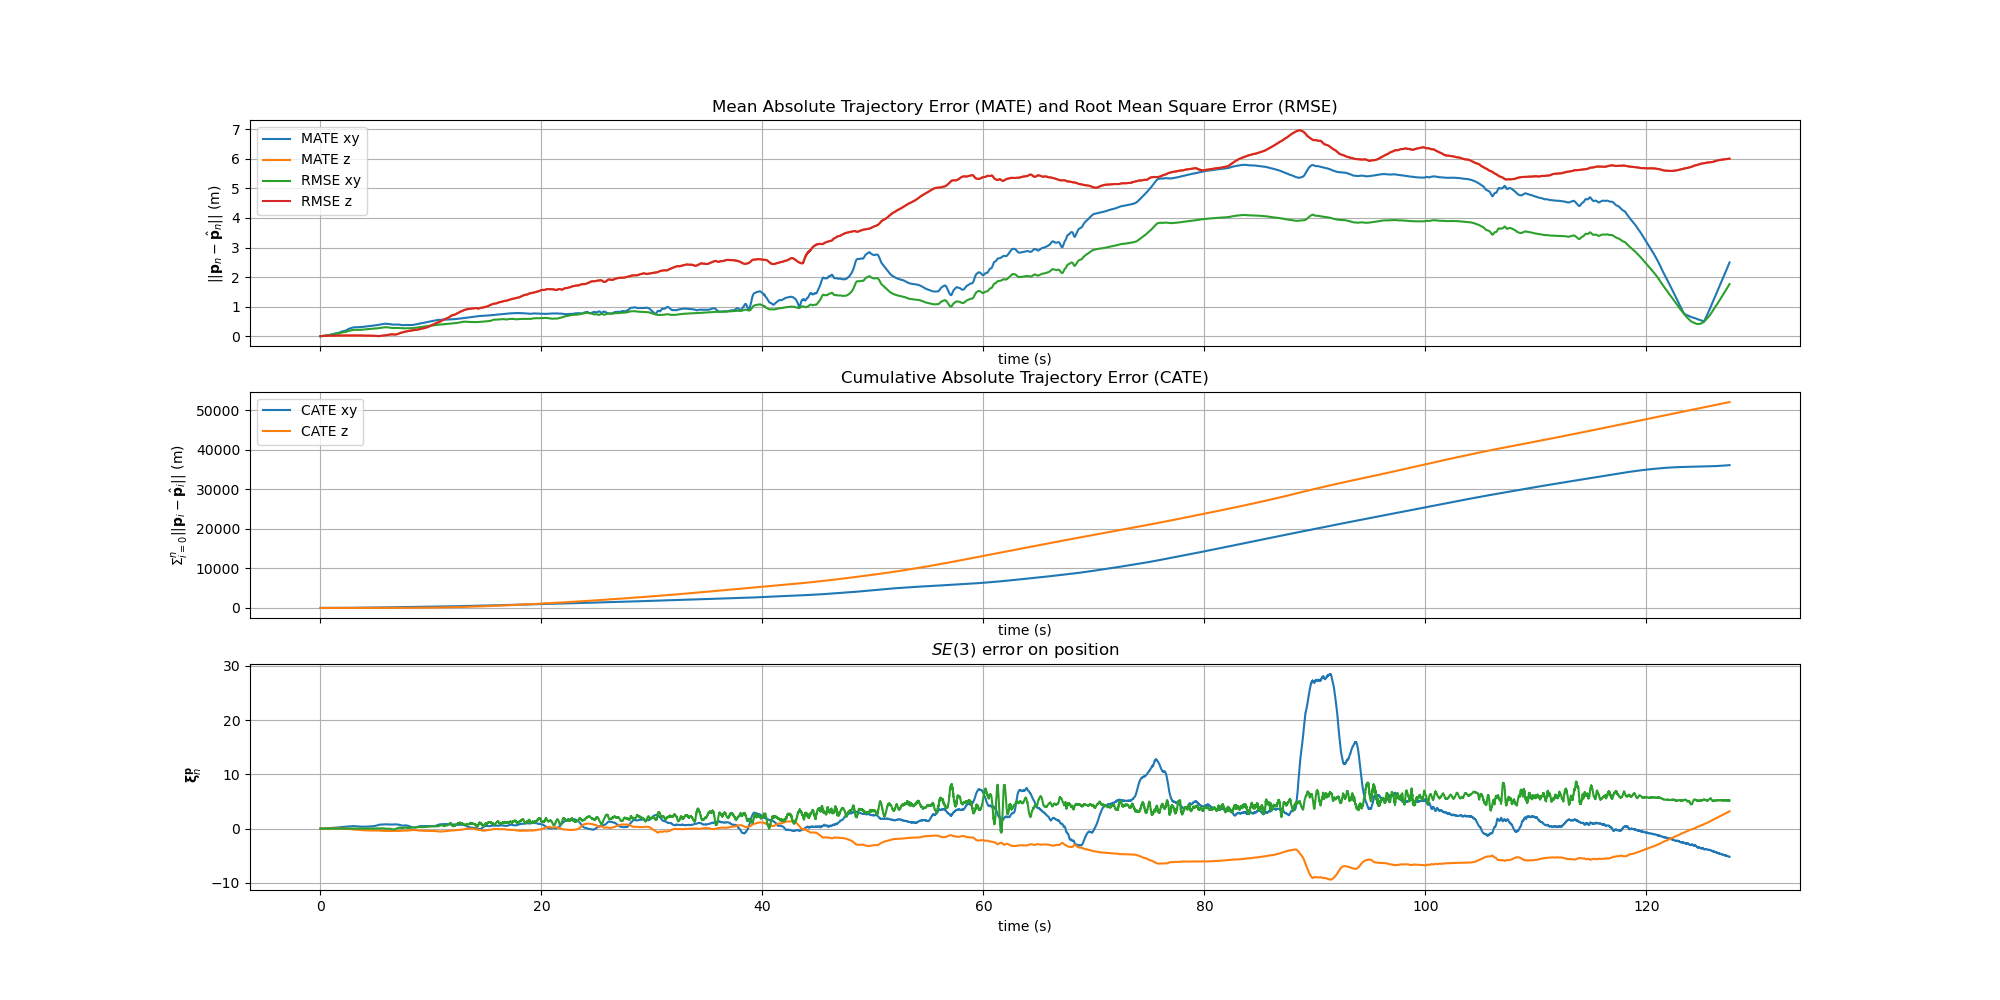 Mean Absolute Trajectory Error (MATE) and Root Mean Square Error (RMSE)
||𝐩ₙ − 𝐩̂ₙ|| (m)
7
6
5
4
3
2
1
0
MATE xy
MATE z
RMSE xy
RMSE z
time (s)
Cumulative Absolute Trajectory Error (CATE)
Σⁿᵢ₌₀||𝐩ᵢ − 𝐩̂ᵢ|| (m)
50000
40000
30000
20000
10000
0
CATE xy
CATE z
time (s)
SE(3) error on position
𝛏ₙᵖ
30
20
10
0
−10
0 20 40 60 80 100 120
time (s)